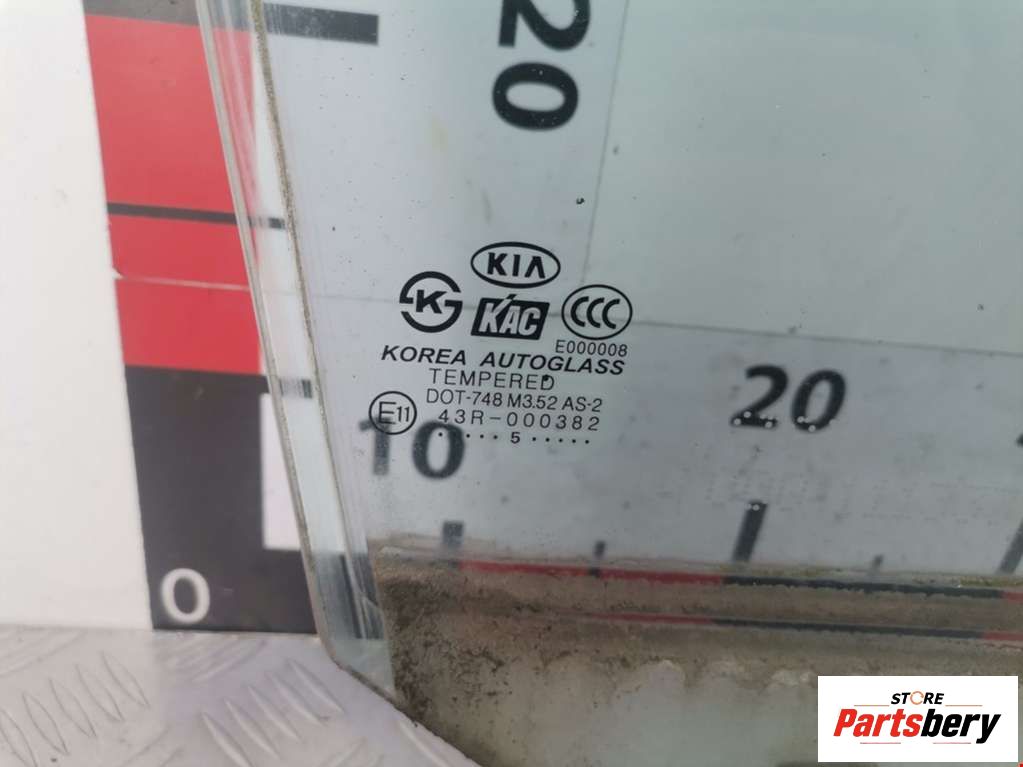 20
KIA
K
KAC
CCC
E000008
KOREA AUTOGLASS
TEMPERED
DOT-748 M3.52 AS-2
E11
43R-000382
.....5.....
20
10
0
STORE
Partsbery